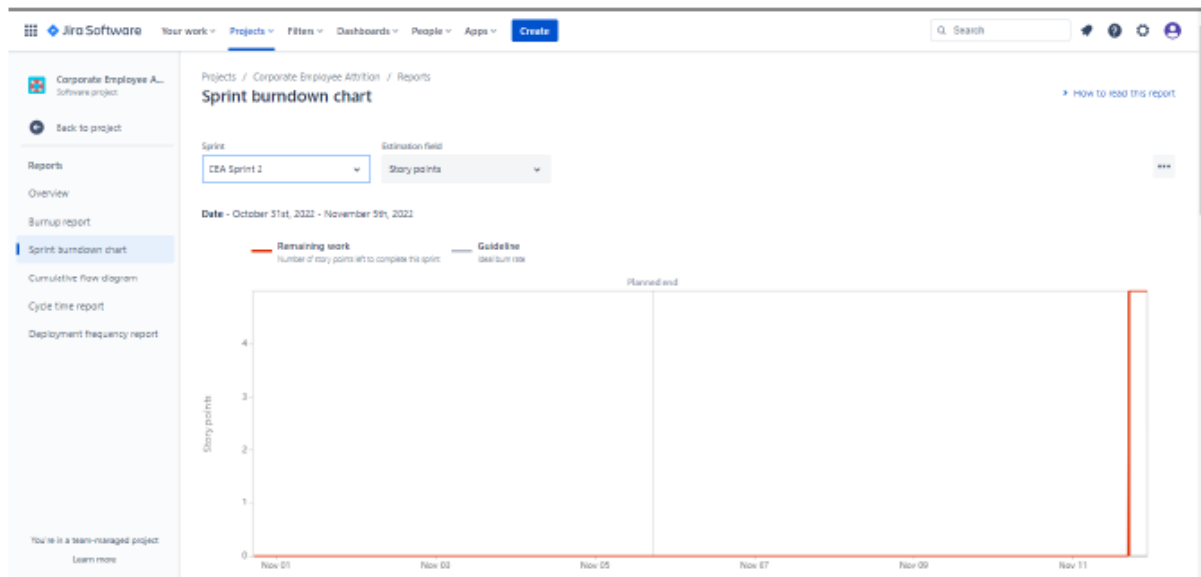 Jira Software Your work Projects Filters Dashboards People Apps Create Search
Corporate Employee A...
Software project
Back to project
Reports
Overview
Burnup report
Sprint burndown chart
Cumulative flow diagram
Cycle time report
Deployment frequency report
You're in a team-managed project
Learn more
Projects / Corporate Employee Attrition / Reports
Sprint burndown chart
How to read this report
Sprint Estimation field
CEA Sprint 2 Story points
Date - October 31st, 2022 - November 5th, 2022
Remaining work Guideline
Number of story points left to complete this sprint Ideal burn rate
Planned end
Story points
4
3
2
1
0
Nov 01 Nov 03 Nov 05 Nov 07 Nov 09 Nov 11